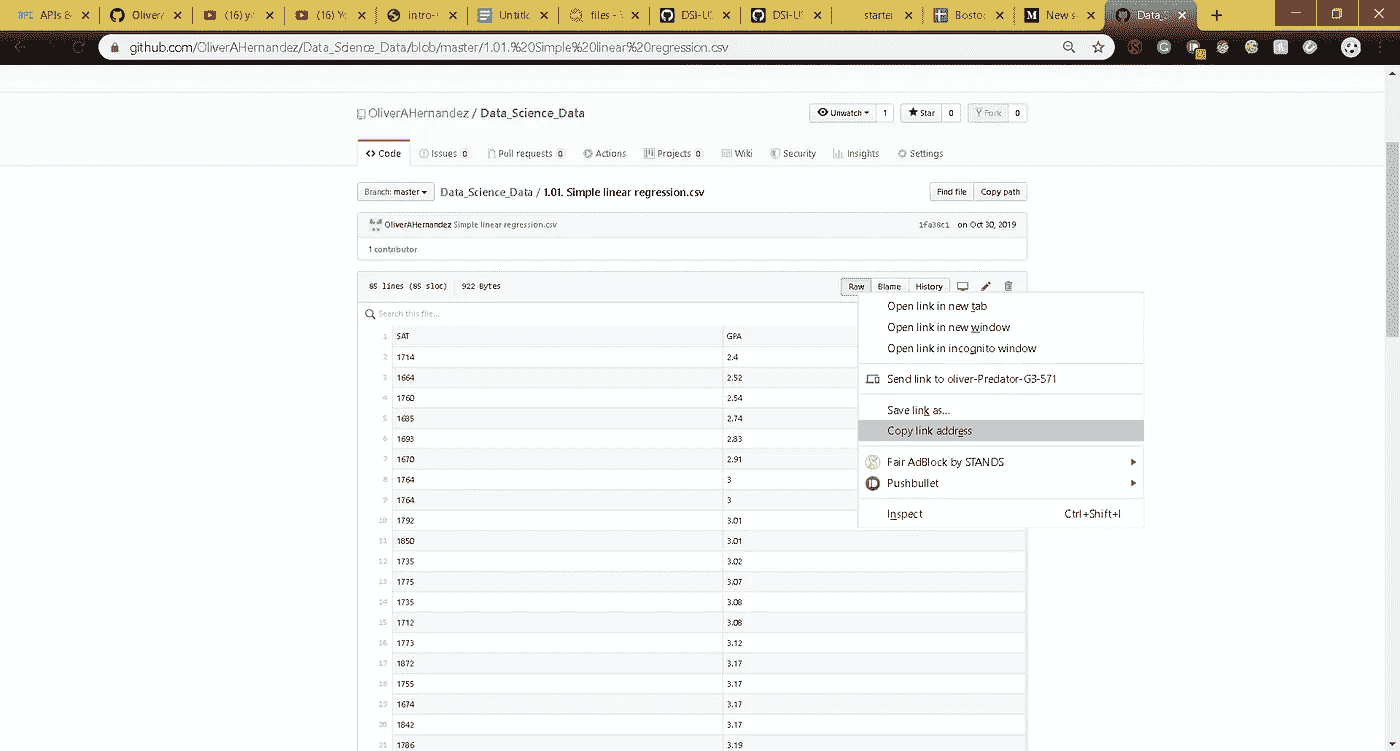 API APIs & Olivera (16) y (16) Y intro- Untitl files - DSI-U DSI-U starter Bosto New s Data_S
github.com/OliverAHernandez/Data_Science_Data/blob/master/1.01.%20Simple%20linear%20regression.csv
OliverAHernandez / Data_Science_Data Unwatch 1 Star 0 Fork 0
Code Issues 0 Pull requests 0 Actions Projects 0 Wiki Security Insights Settings
Branch: master Data_Science_Data / 1.01. Simple linear regression.csv Find file Copy path
OliverAHernandez Simple linear regression.csv on Oct 30, 2019
1 contributor
85 lines (85 sloc) 922 Bytes Raw Blame History
Search this file...
1 SAT GPA
2 1714 2.4
3 1664 2.52
4 1760 2.54
5 1685 2.74
6 1693 2.83
7 1670 2.91
8 1764 3
9 1764 3
10 1792 3.01
11 1850 3.01
12 1735 3.02
13 1775 3.07
14 1735 3.08
15 1712 3.08
16 1773 3.12
17 1872 3.17
18 1755 3.17
19 1674 3.17
20 1842 3.17
21 1786 3.19
Open link in new tab
Open link in new window
Open link in incognito window
Send link to oliver-Predator-G3-571
Save link as...
Copy link address
Fair AdBlock by STANDS
Pushbullet
Inspect Ctrl+Shift+I